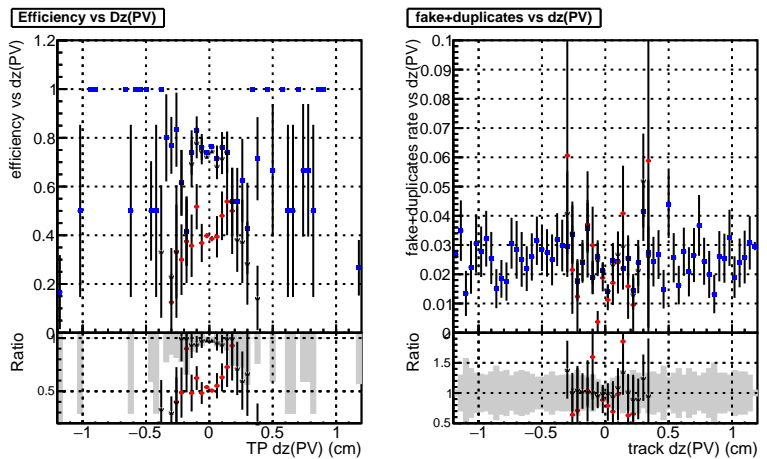 Efficiency vs Dz(PV)
efficiency vs dz(PV)
1.2
1
0.8
0.6
0.4
0.2
0
Ratio
1
0.5
−1 −0.5 0 0.5 1
TP dz(PV) (cm)
fake+duplicates vs dz(PV)
fake+duplicates rate vs dz(PV)
0.1
0.09
0.08
0.07
0.06
0.05
0.04
0.03
0.02
0.01
0
Ratio
1.5
1
0.5
−1 −0.5 0 0.5 1
track dz(PV) (cm)